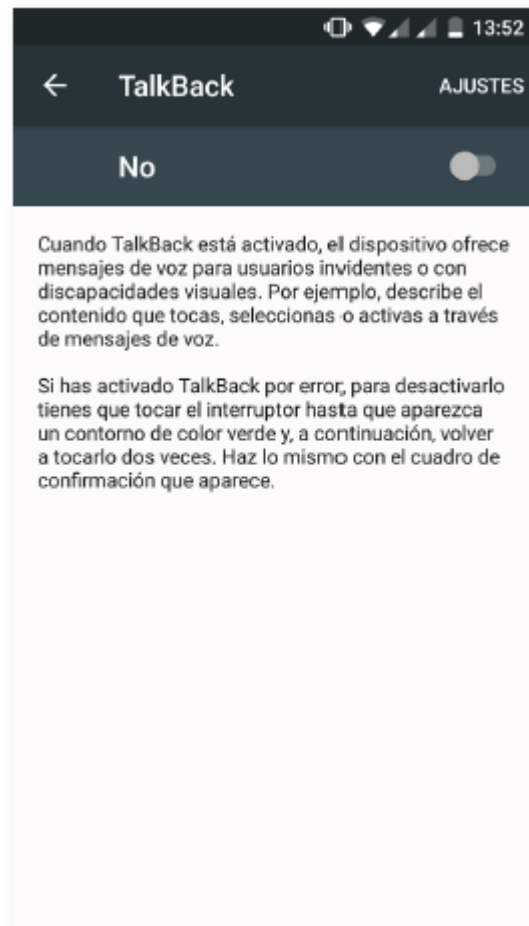 13:52
TalkBack
AJUSTES
No
Cuando TalkBack está activado, el dispositivo ofrece
mensajes de voz para usuarios invidentes o con
discapacidades visuales. Por ejemplo, describe el
contenido que tocas, seleccionas o activas a través
de mensajes de voz.
Si has activado TalkBack por error, para desactivarlo
tienes que tocar el interruptor hasta que aparezca
un contorno de color verde y, a continuación, volver
a tocarlo dos veces. Haz lo mismo con el cuadro de
confirmación que aparece.